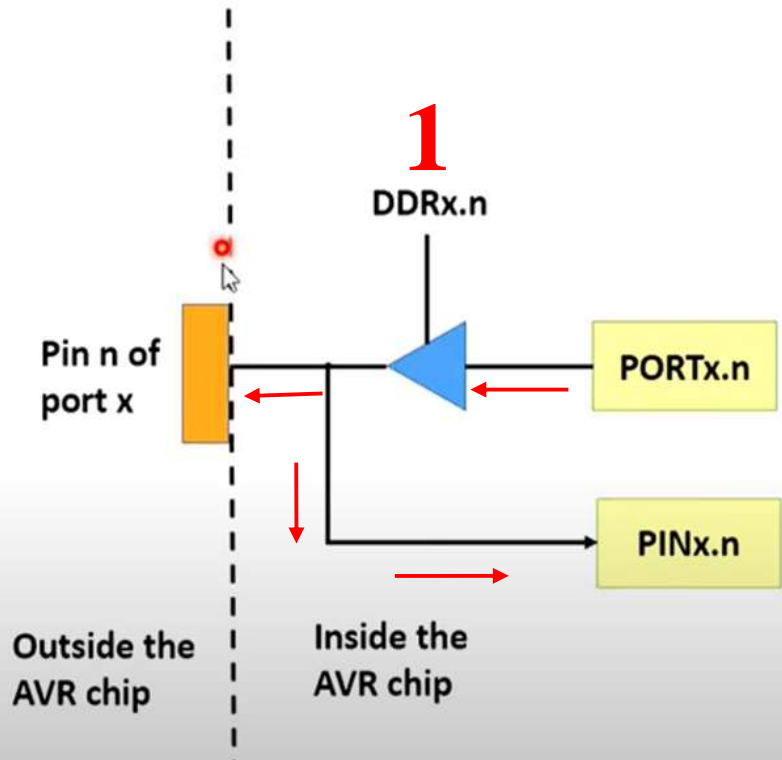 1
DDRx.n
Pin n of
port x
PORTx.n
PINx.n
Outside the
AVR chip
Inside the
AVR chip